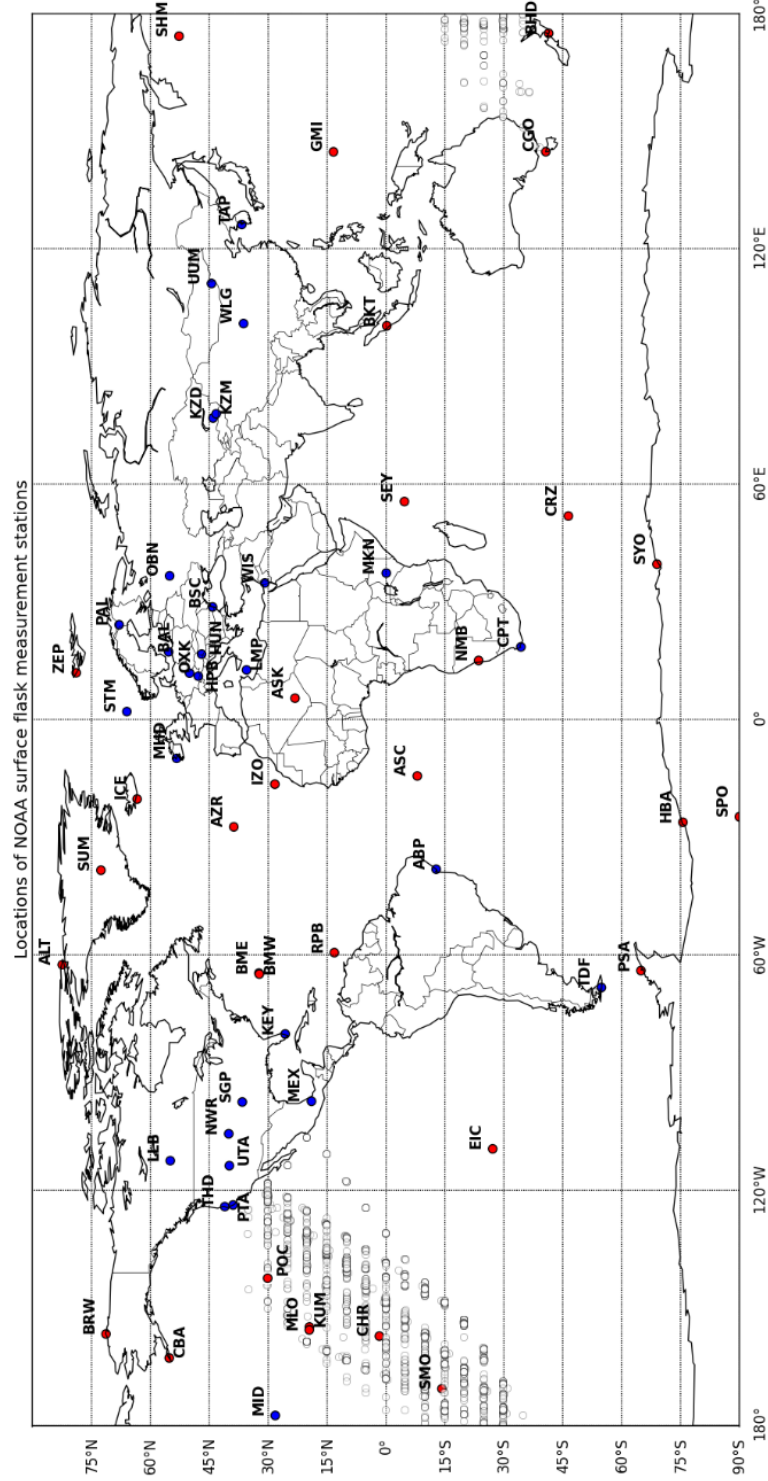 Locations of NOAA surface flask measurement stations
75°N
60°N
45°N
30°N
15°N
0°
15°S
30°S
45°S
60°S
75°S
90°S
ALT
ZEP
SUM
BRW
PAL
ICE
STM
CBA
LLB
MHD
BAL
OBN
SHM
OXK
HPB
HUN
BSC
KZD
KZM
UUM
THD
PTA
UTA
NWR
SGP
AZR
LMP
WLG
TAP
BME
BMW
WIS
MID
POC
KEY
IZO
ASK
MLO
KUM
MEX
RPB
GMI
CHR
MKN
BKT
SEY
ASC
ABP
SMO
NMB
EIC
CPT
CGO
BHD
CRZ
TDF
PSA
SYO
HBA
SPO
180°
120°W
60°W
0°
60°E
120°E
180°